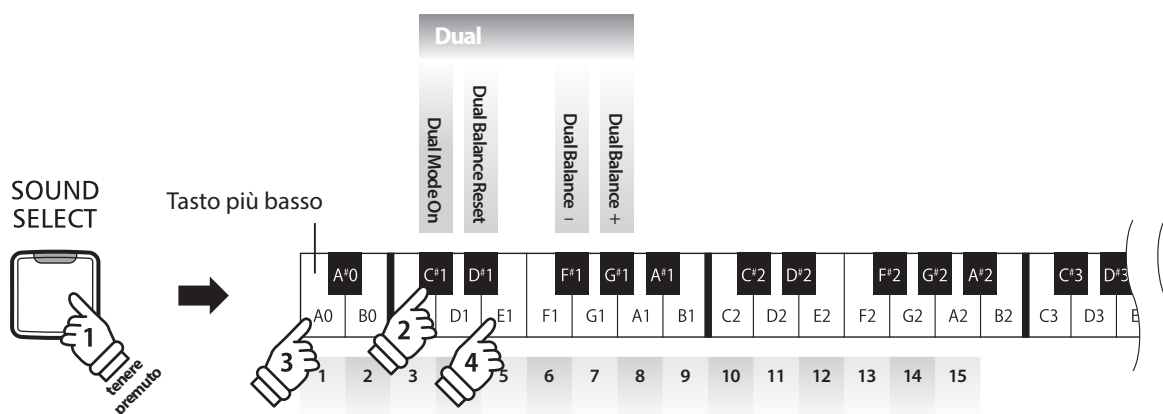 Dual
Dual Mode On
Dual Balance Reset
Dual Balance –
Dual Balance +
SOUND
SELECT
Tasto più basso
A#0 C#1 D#1 F#1 G#1 A#1 C#2 D#2 F#2 G#2 A#2 C#3 D#3
A0 B0 D1 E1 F1 G1 A1 B1 C2 D2 E2 F2 G2 A2 B2 C3 D3
1
2
3
4
tenere
premuto
1 2 3 5 6 7 8 9 10 11 12 13 14 15